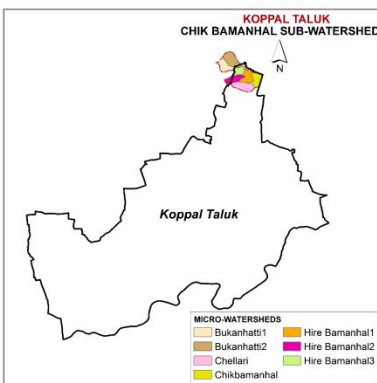 KOPPAL TALUK
CHIK BAMANHAL SUB-WATERSHED
N
Koppal Taluk
MICRO-WATERSHEDS
Bukanhatti1
Bukanhatti2
Chellari
Chikbamanhal
Hire Bamanhal1
Hire Bamanhal2
Hire Bamanhal3